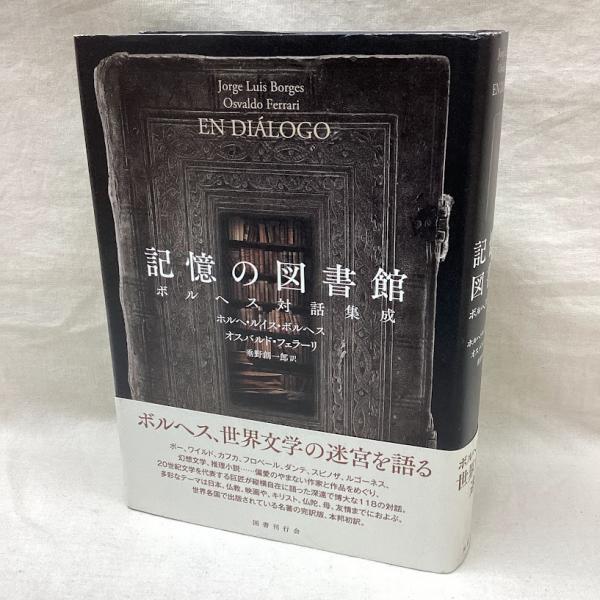 Jorge Luis Borges
Osvaldo Ferrari
EN DIÁLOGO
記憶の図書館
ボルヘス対話集成
ホルヘ・ルイス・ボルヘス
オスバルド・フェラーリ
垂野創一郎訳
ボルヘス、世界文学の迷宮を語る
ポー、ワイルド、カフカ、フロベール、ダンテ、スピノザ、ルゴーネス、
幻想文学、推理小説……偏愛のやまない作家と作品をめぐり、
20世紀文学を代表する巨匠が縦横自在に語った深遠で博大な118の対話。
多彩なテーマは日本、仏教、映画や、キリスト、仏陀、母、友情までにおよぶ。
世界各国で出版されている名著の完訳版、本邦初訳。
国書刊行会